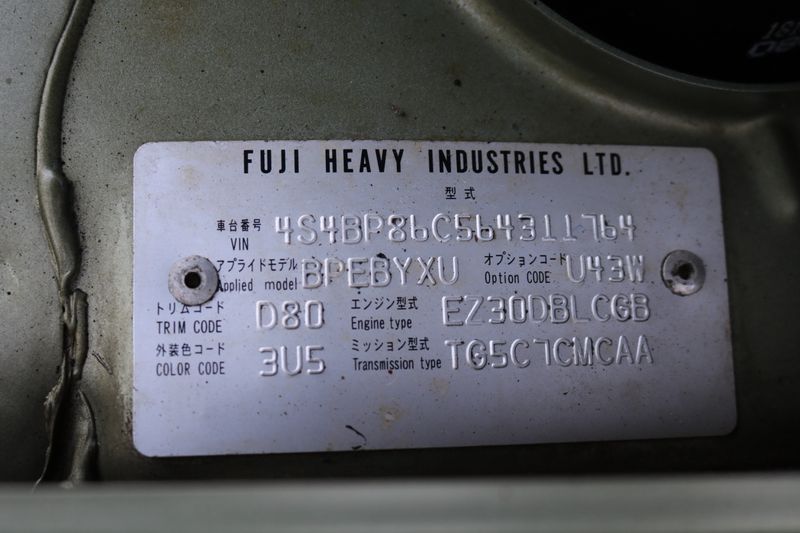 FUJI HEAVY INDUSTRIES LTD.
型式
車台番号 VIN 4S4BP86C564311764
アプライドモデル Applied model BPEBYXU オプションコード Option CODE U43W
トリムコード TRIM CODE D80 エンジン型式 Engine type EZ30DBLCGB
外装色コード COLOR CODE 3U5 ミッション型式 Transmission type TG5C7CMCAA